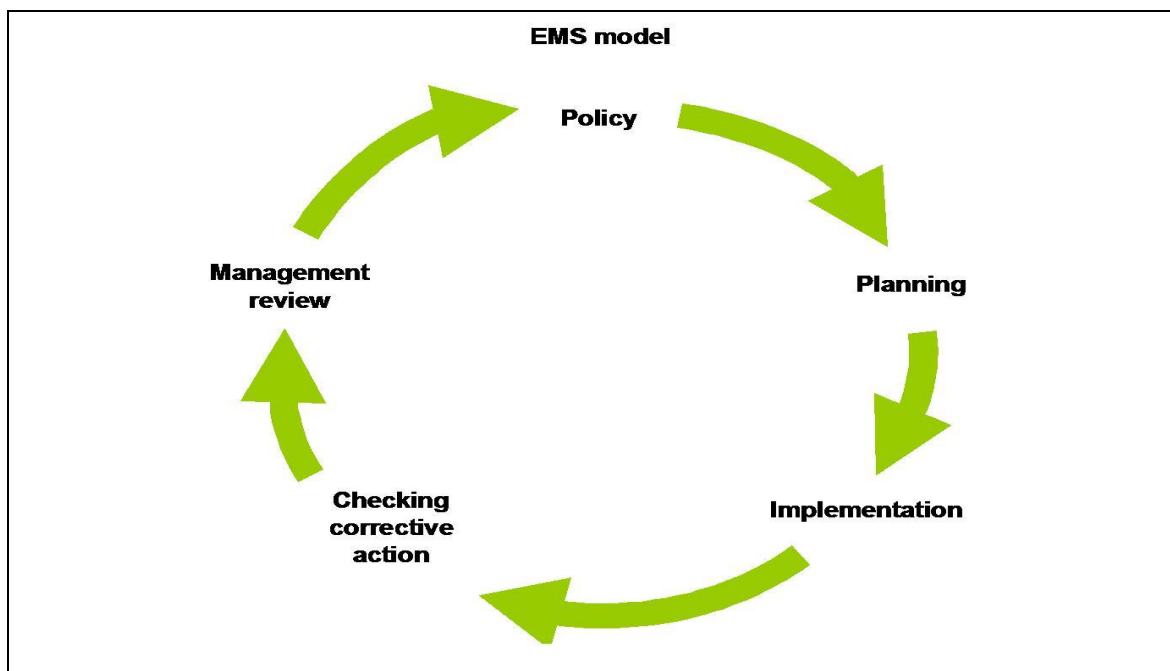 EMS model
Policy
Planning
Implementation
Checking
corrective
action
Management
review